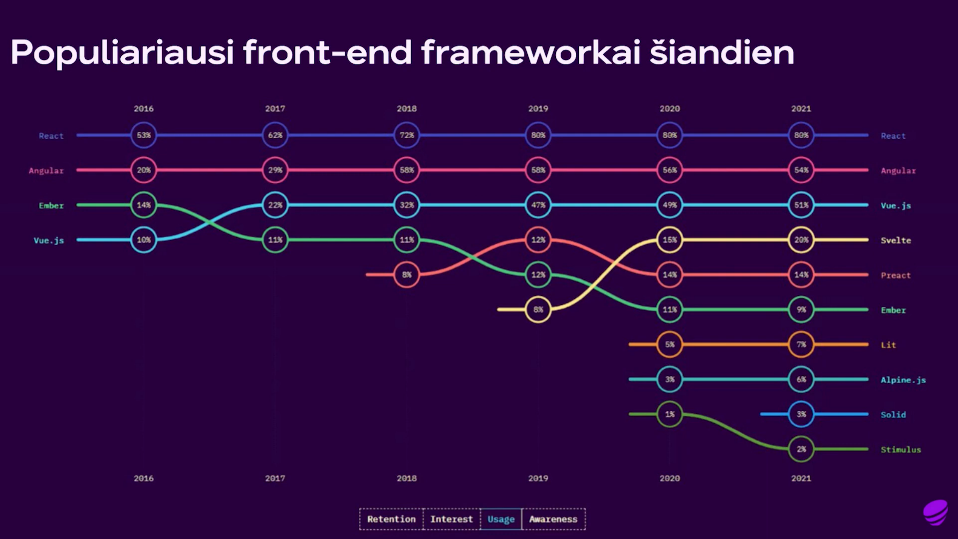 Populiariausi front-end frameworkai šiandien
2016 2017 2018 2019 2020 2021
React 53% 62% 72% 80% 80% 80% React
Angular 20% 29% 58% 58% 56% 54% Angular
Ember 14% 22% 32% 47% 49% 51% Vue.js
Vue.js 10% 11% 11% 12% 15% 20% Svelte
8% 12% 14% 14% Preact
8% 11% 9% Ember
5% 7% Lit
3% 6% Alpine.js
1% 3% Solid
2% Stimulus
2016 2017 2018 2019 2020 2021
Retention Interest Usage Awareness